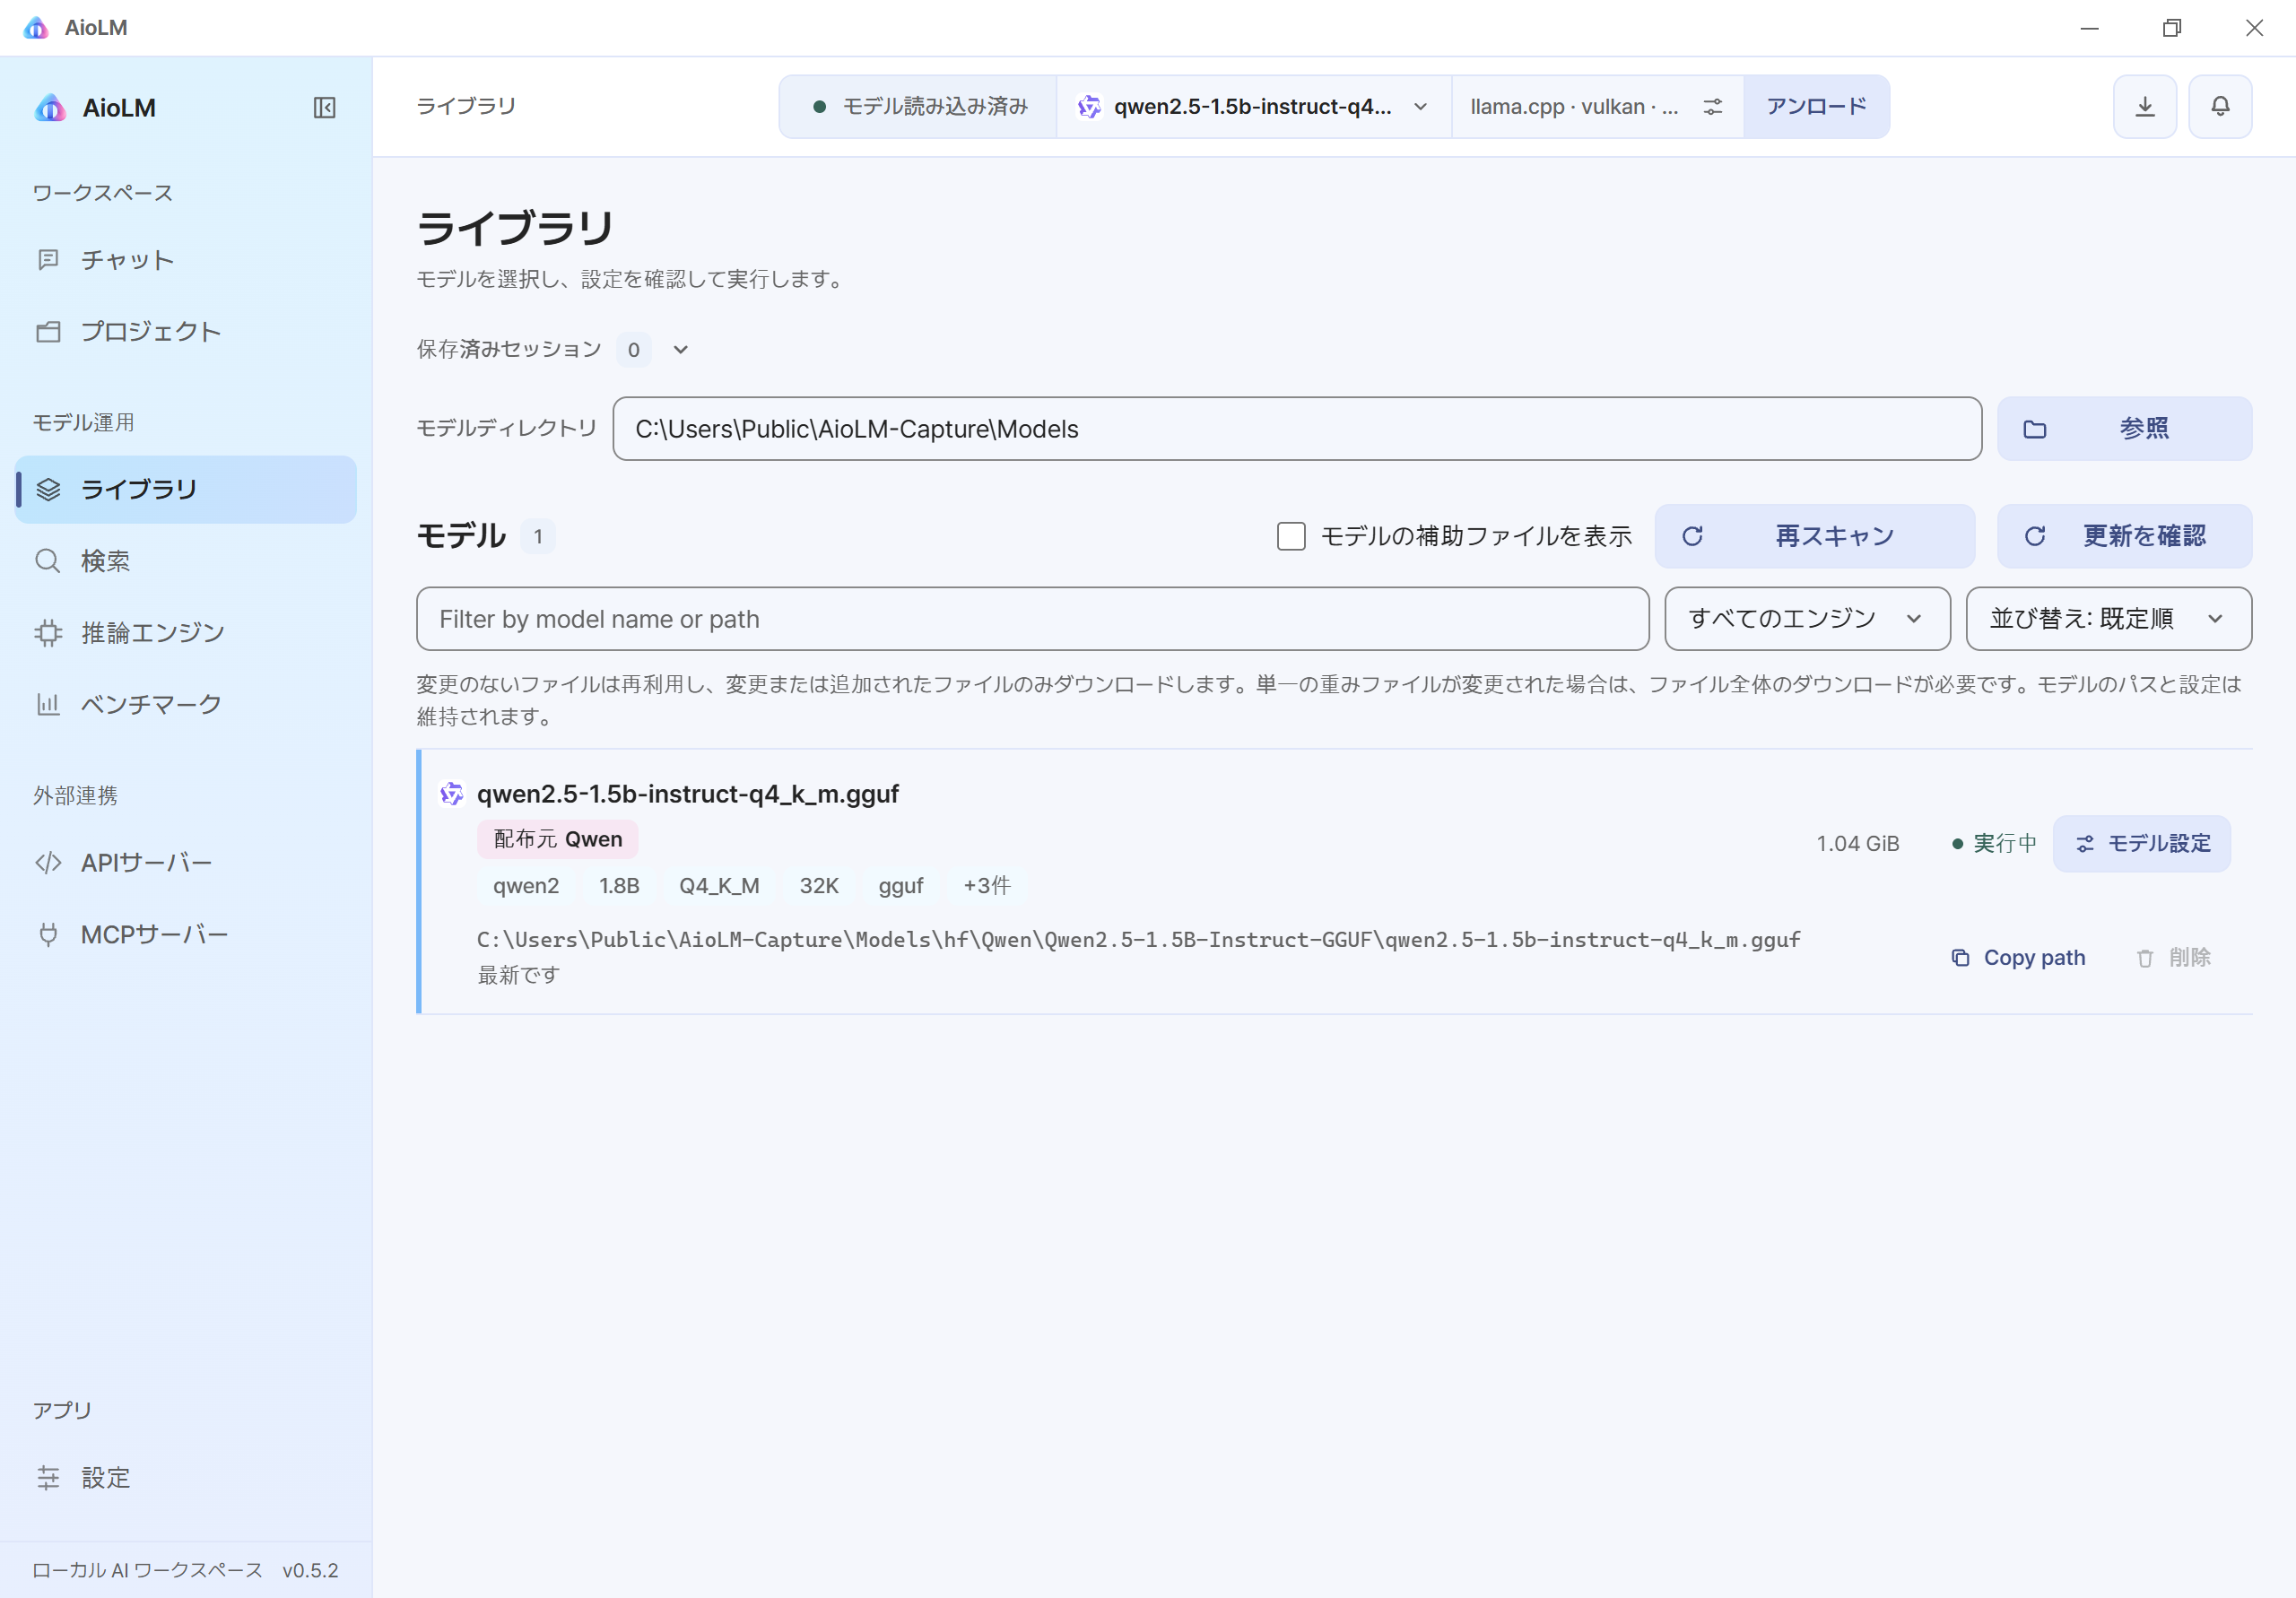 AioLM
AioLM
ワークスペース
チャット
プロジェクト
モデル運用
ライブラリ
検索
推論エンジン
ベンチマーク
外部連携
APIサーバー
MCPサーバー
アプリ
設定
ローカル AI ワークスペース v0.5.2
ライブラリ
モデル読み込み済み
qwen2.5-1.5b-instruct-q4...
llama.cpp · vulkan · ...
アンロード
ライブラリ
モデルを選択し、設定を確認して実行します。
保存済みセッション 0
モデルディレクトリ
C:\Users\Public\AioLM-Capture\Models
参照
モデル 1
モデルの補助ファイルを表示
再スキャン
更新を確認
Filter by model name or path
すべてのエンジン
並び替え: 既定順
変更のないファイルは再利用し、変更または追加されたファイルのみダウンロードします。単一の重みファイルが変更された場合は、ファイル全体のダウンロードが必要です。モデルのパスと設定は
維持されます。
qwen2.5-1.5b-instruct-q4_k_m.gguf
配布元 Qwen
qwen2 1.8B Q4_K_M 32K gguf +3件
C:\Users\Public\AioLM-Capture\Models\hf\Qwen\Qwen2.5-1.5B-Instruct-GGUF\qwen2.5-1.5b-instruct-q4_k_m.gguf
最新です
1.04 GiB
実行中
モデル設定
Copy path
削除